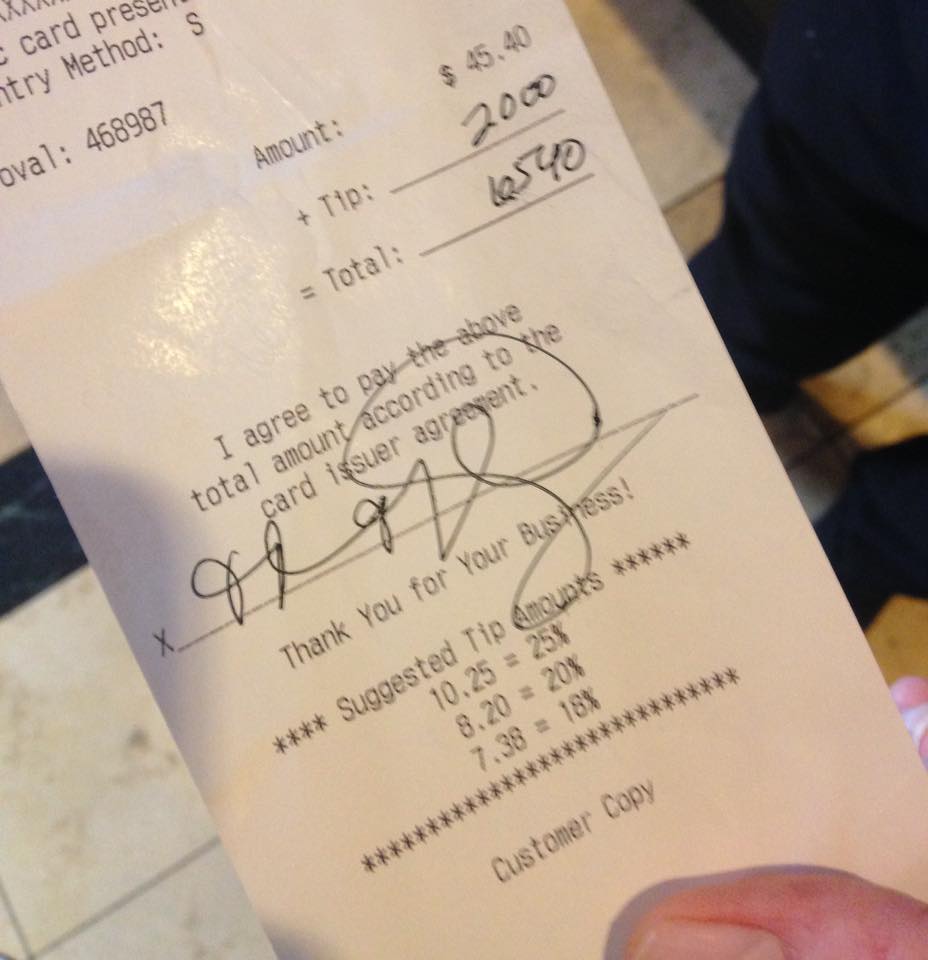 XXXXX
c card present
ntry Method: S
oval: 468987
Amount: $ 45.40
+ Tip: 2000
= Total: 6540
I agree to pay the above
total amount according to the
card issuer agreement.
X
Thank You for Your Business!
**** Suggested Tip Amounts ******
10.25 = 25%
8.20 = 20%
7.38 = 18%
**************************
Customer Copy